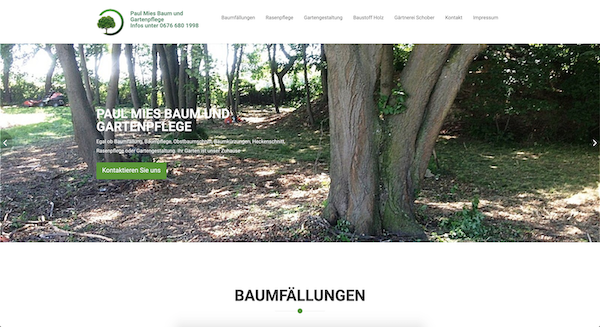 Paul Mies Baum und
Gartenpflege
Infos unter 0676 680 1998
Baumfällungen Rasenpflege Gartengestaltung Baustoff Holz Gärtnerei Schober Kontakt Impressum
PAUL MIES BAUM UND
GARTENPFLEGE
Egal ob Baumfällung, Baumpflege, Obstbaumschnitt, Baumkürzungen, Heckenschnitt,
Rasenpflege oder Gartengestaltung. Ihr Garten ist unser Zuhause.
Kontaktieren Sie uns
BAUMFÄLLUNGEN